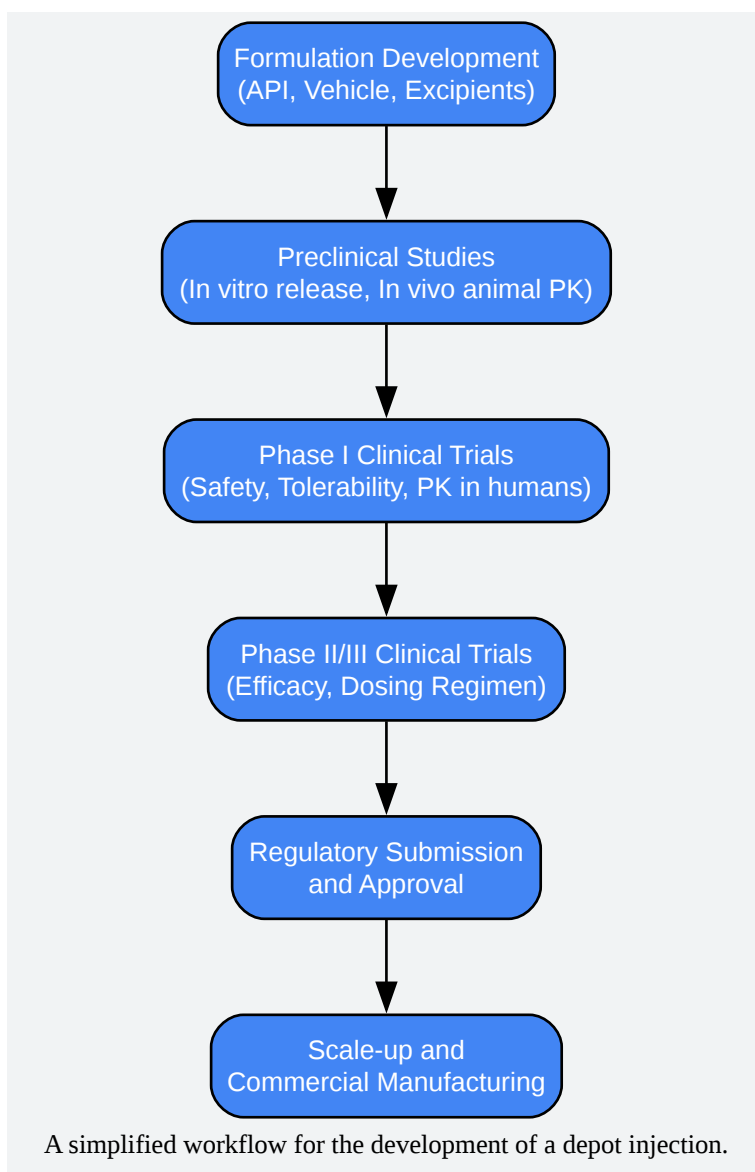 Formulation Development
(API, Vehicle, Excipients)
Preclinical Studies
(In vitro release, In vivo animal PK)
Phase I Clinical Trials
(Safety, Tolerability, PK in humans)
Phase II/III Clinical Trials
(Efficacy, Dosing Regimen)
Regulatory Submission
and Approval
Scale-up and
Commercial Manufacturing
A simplified workflow for the development of a depot injection.